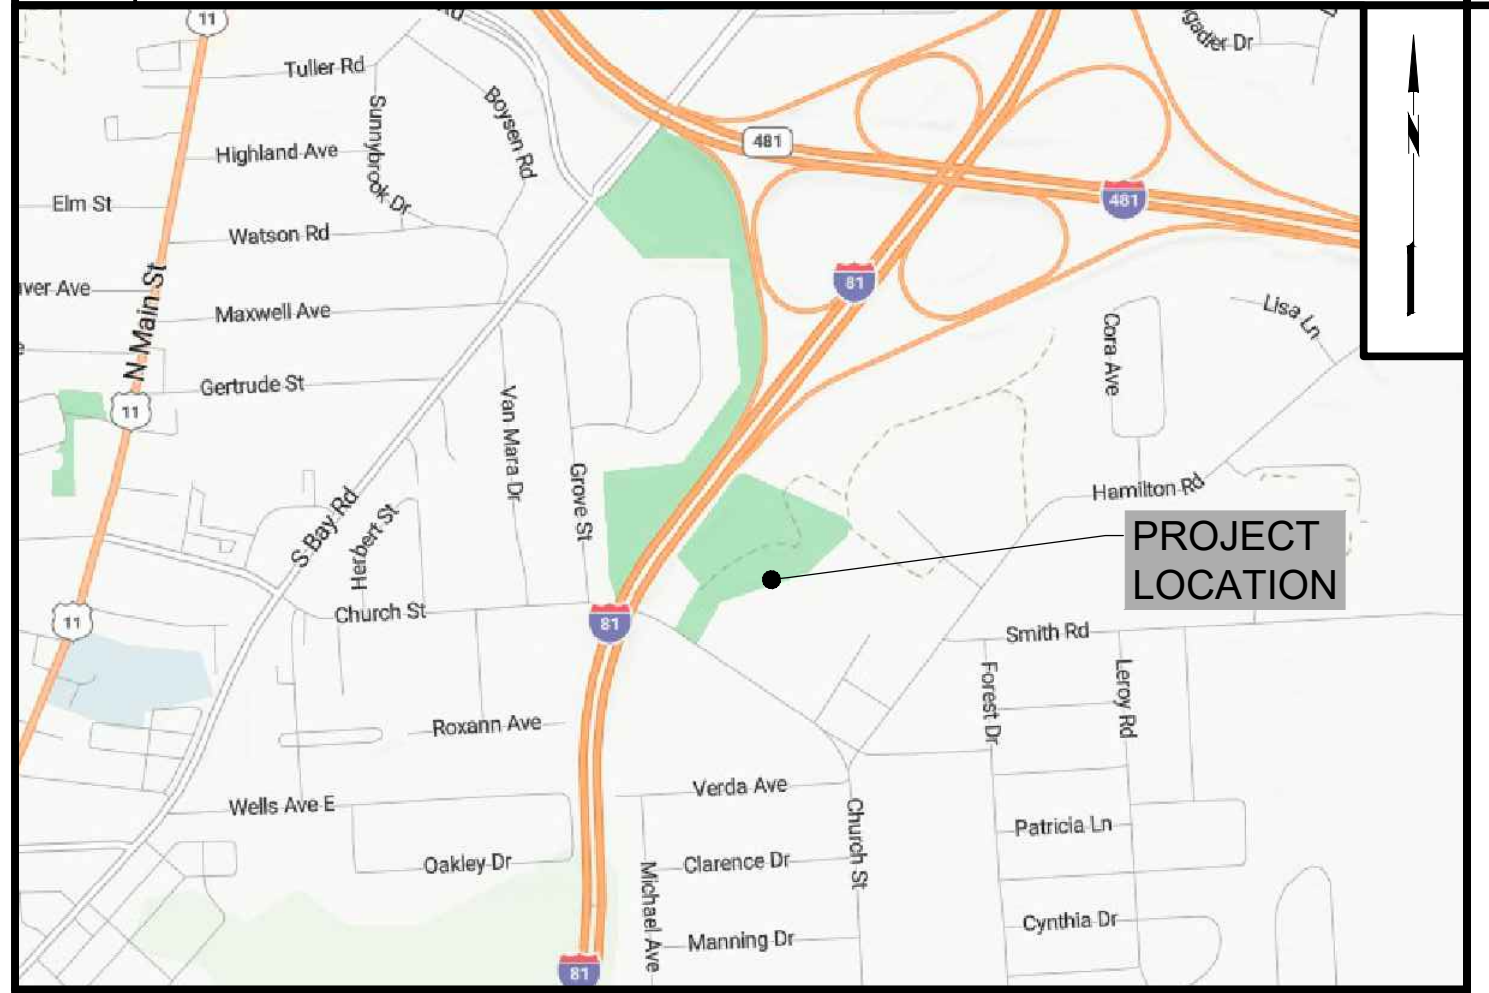 11
Rd
Tuller Rd
Sunnybrook Dr
Boysen Rd
Highland Ave
481
Elm St
481
Watson Rd
81
N Main St
Maxwell Ave
Lisa Ln
Cora Ave
Gertrude St
11
Van Mara Dr
Grove St
Hamilton Rd
S Bay Rd
Herbert St
PROJECT
LOCATION
N
Church St
81
11
Smith Rd
Forest Dr
Leroy Rd
Roxann Ave
Verda Ave
Wells Ave E
Church St
Patricia Ln
Oakley Dr
Clarence Dr
Michael Ave
Cynthia Dr
Manning Dr
81